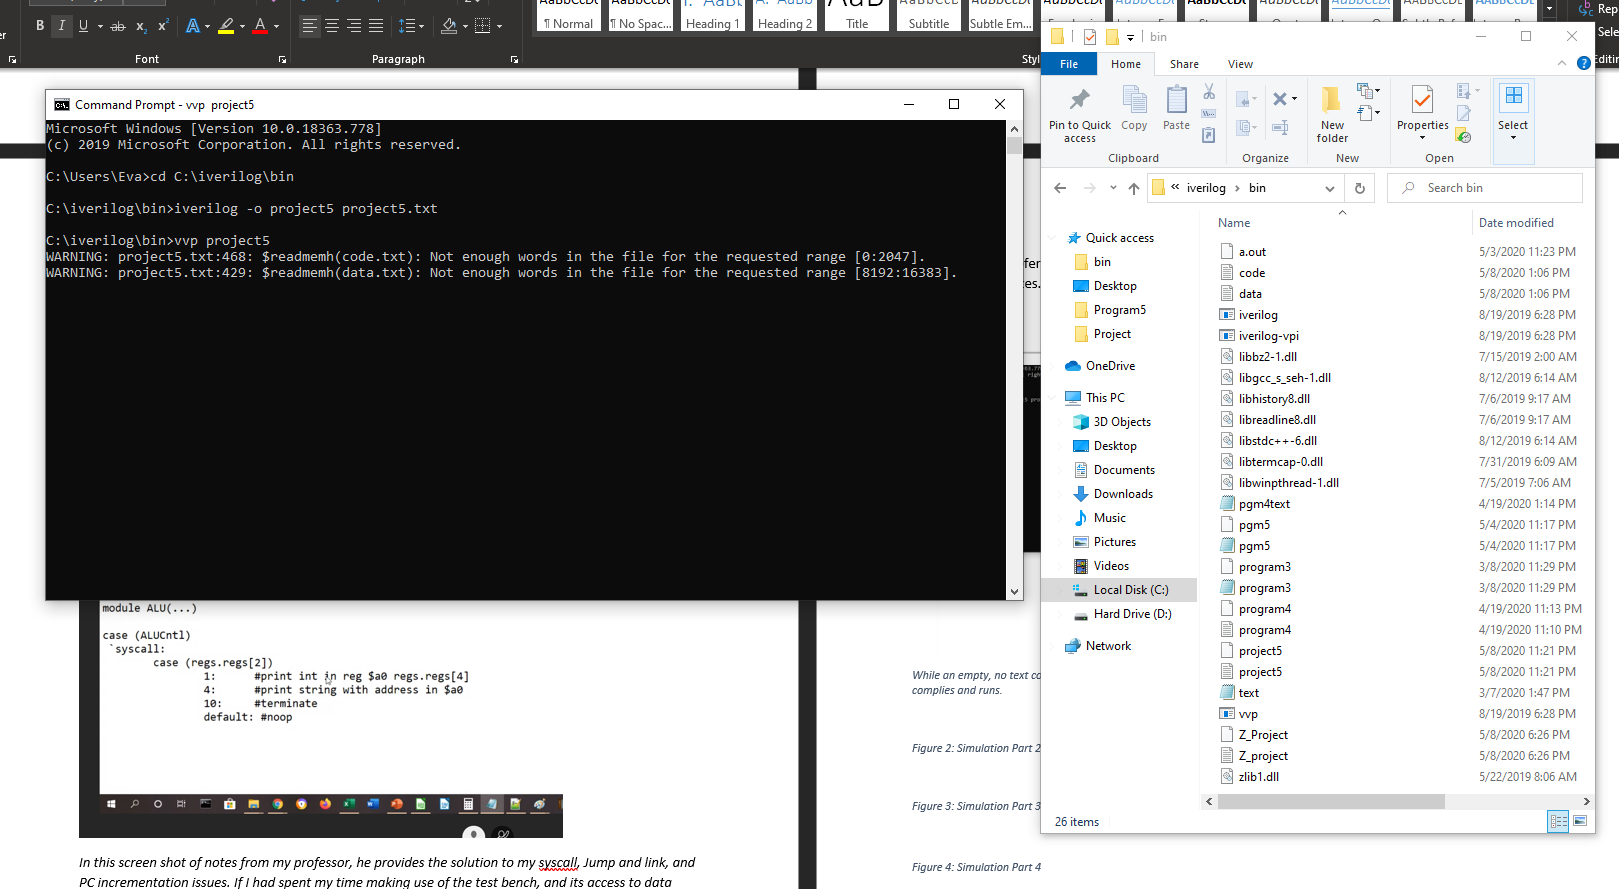 B I U ab x₂ x² A A
Font
Paragraph
Styl
AaBbCcDc AaBbCcDc
¶ Normal ¶ No Spac... Heading 1 Heading 2 Title Subtitle Subtle Em...
Rep
Sele
Editin
Command Prompt - vvp project5
Microsoft Windows [Version 10.0.18363.778]
(c) 2019 Microsoft Corporation. All rights reserved.
C:\Users\Eva>cd C:\iverilog\bin
C:\iverilog\bin>iverilog -o project5 project5.txt
C:\iverilog\bin>vvp project5
WARNING: project5.txt:468: $readmemh(code.txt): Not enough words in the file for the requested range [0:2047].
WARNING: project5.txt:429: $readmemh(data.txt): Not enough words in the file for the requested range [8192:16383].
module ALU(...)
case (ALUCntl)
`syscall:
case (regs.regs[2])
1: #print int in reg $a0 regs.regs[4]
4: #print string with address in $a0
10: #terminate
default: #noop
In this screen shot of notes from my professor, he provides the solution to my syscall, Jump and link, and
PC incrementation issues. If I had spent my time making use of the test bench, and its access to data
fer
es.
While an empty, no text co
complies and runs.
Figure 2: Simulation Part 2
Figure 3: Simulation Part 3
Figure 4: Simulation Part 4
bin
File Home Share View
Pin to Quick access
Copy
Paste
Clipboard
Organize
New folder
New
Properties
Open
Select
« iverilog › bin
Search bin
Quick access
bin
Desktop
Program5
Project
OneDrive
This PC
3D Objects
Desktop
Documents
Downloads
Music
Pictures
Videos
Local Disk (C:)
Hard Drive (D:)
Network
Name Date modified
a.out 5/3/2020 11:23 PM
code 5/8/2020 1:06 PM
data 5/8/2020 1:06 PM
iverilog 8/19/2019 6:28 PM
iverilog-vpi 8/19/2019 6:28 PM
libbz2-1.dll 7/15/2019 2:00 AM
libgcc_s_seh-1.dll 8/12/2019 6:14 AM
libhistory8.dll 7/6/2019 9:17 AM
libreadline8.dll 7/6/2019 9:17 AM
libstdc++-6.dll 8/12/2019 6:14 AM
libtermcap-0.dll 7/31/2019 6:09 AM
libwinpthread-1.dll 7/5/2019 7:06 AM
pgm4text 4/19/2020 1:14 PM
pgm5 5/4/2020 11:17 PM
pgm5 5/4/2020 11:17 PM
program3 3/8/2020 11:29 PM
program3 3/8/2020 11:29 PM
program4 4/19/2020 11:13 PM
program4 4/19/2020 11:10 PM
project5 5/8/2020 11:21 PM
project5 5/8/2020 11:21 PM
text 3/7/2020 1:47 PM
vvp 8/19/2019 6:28 PM
Z_Project 5/8/2020 6:26 PM
Z_project 5/8/2020 6:26 PM
zlib1.dll 5/22/2019 8:06 AM
26 items